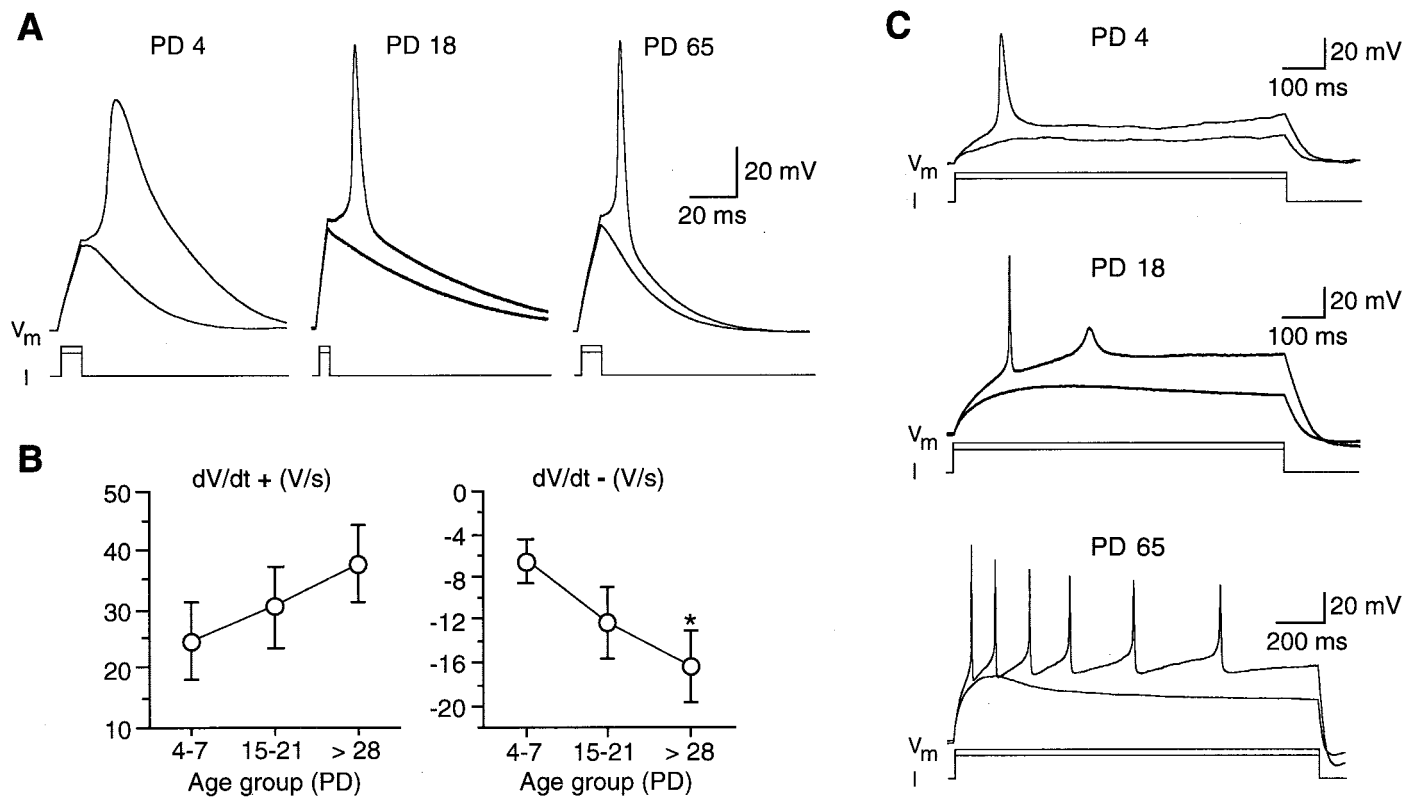 A
PD 4
PD 18
PD 65
20 mV
20 ms
Vm
I
B
dV/dt + (V/s)
50
40
30
20
10
4-7
15-21
> 28
Age group (PD)
dV/dt - (V/s)
0
-4
-8
-12
-16
-20
*
4-7
15-21
> 28
Age group (PD)
C
PD 4
20 mV
100 ms
Vm
I
PD 18
20 mV
100 ms
Vm
I
PD 65
20 mV
200 ms
Vm
I